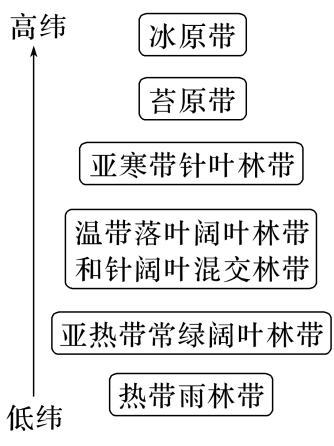 高纬
冰原带
苔原带
亚寒带针叶林带
温带落叶阔叶林带
和针阔叶混交林带
亚热带常绿阔叶林带
热带雨林带
低纬